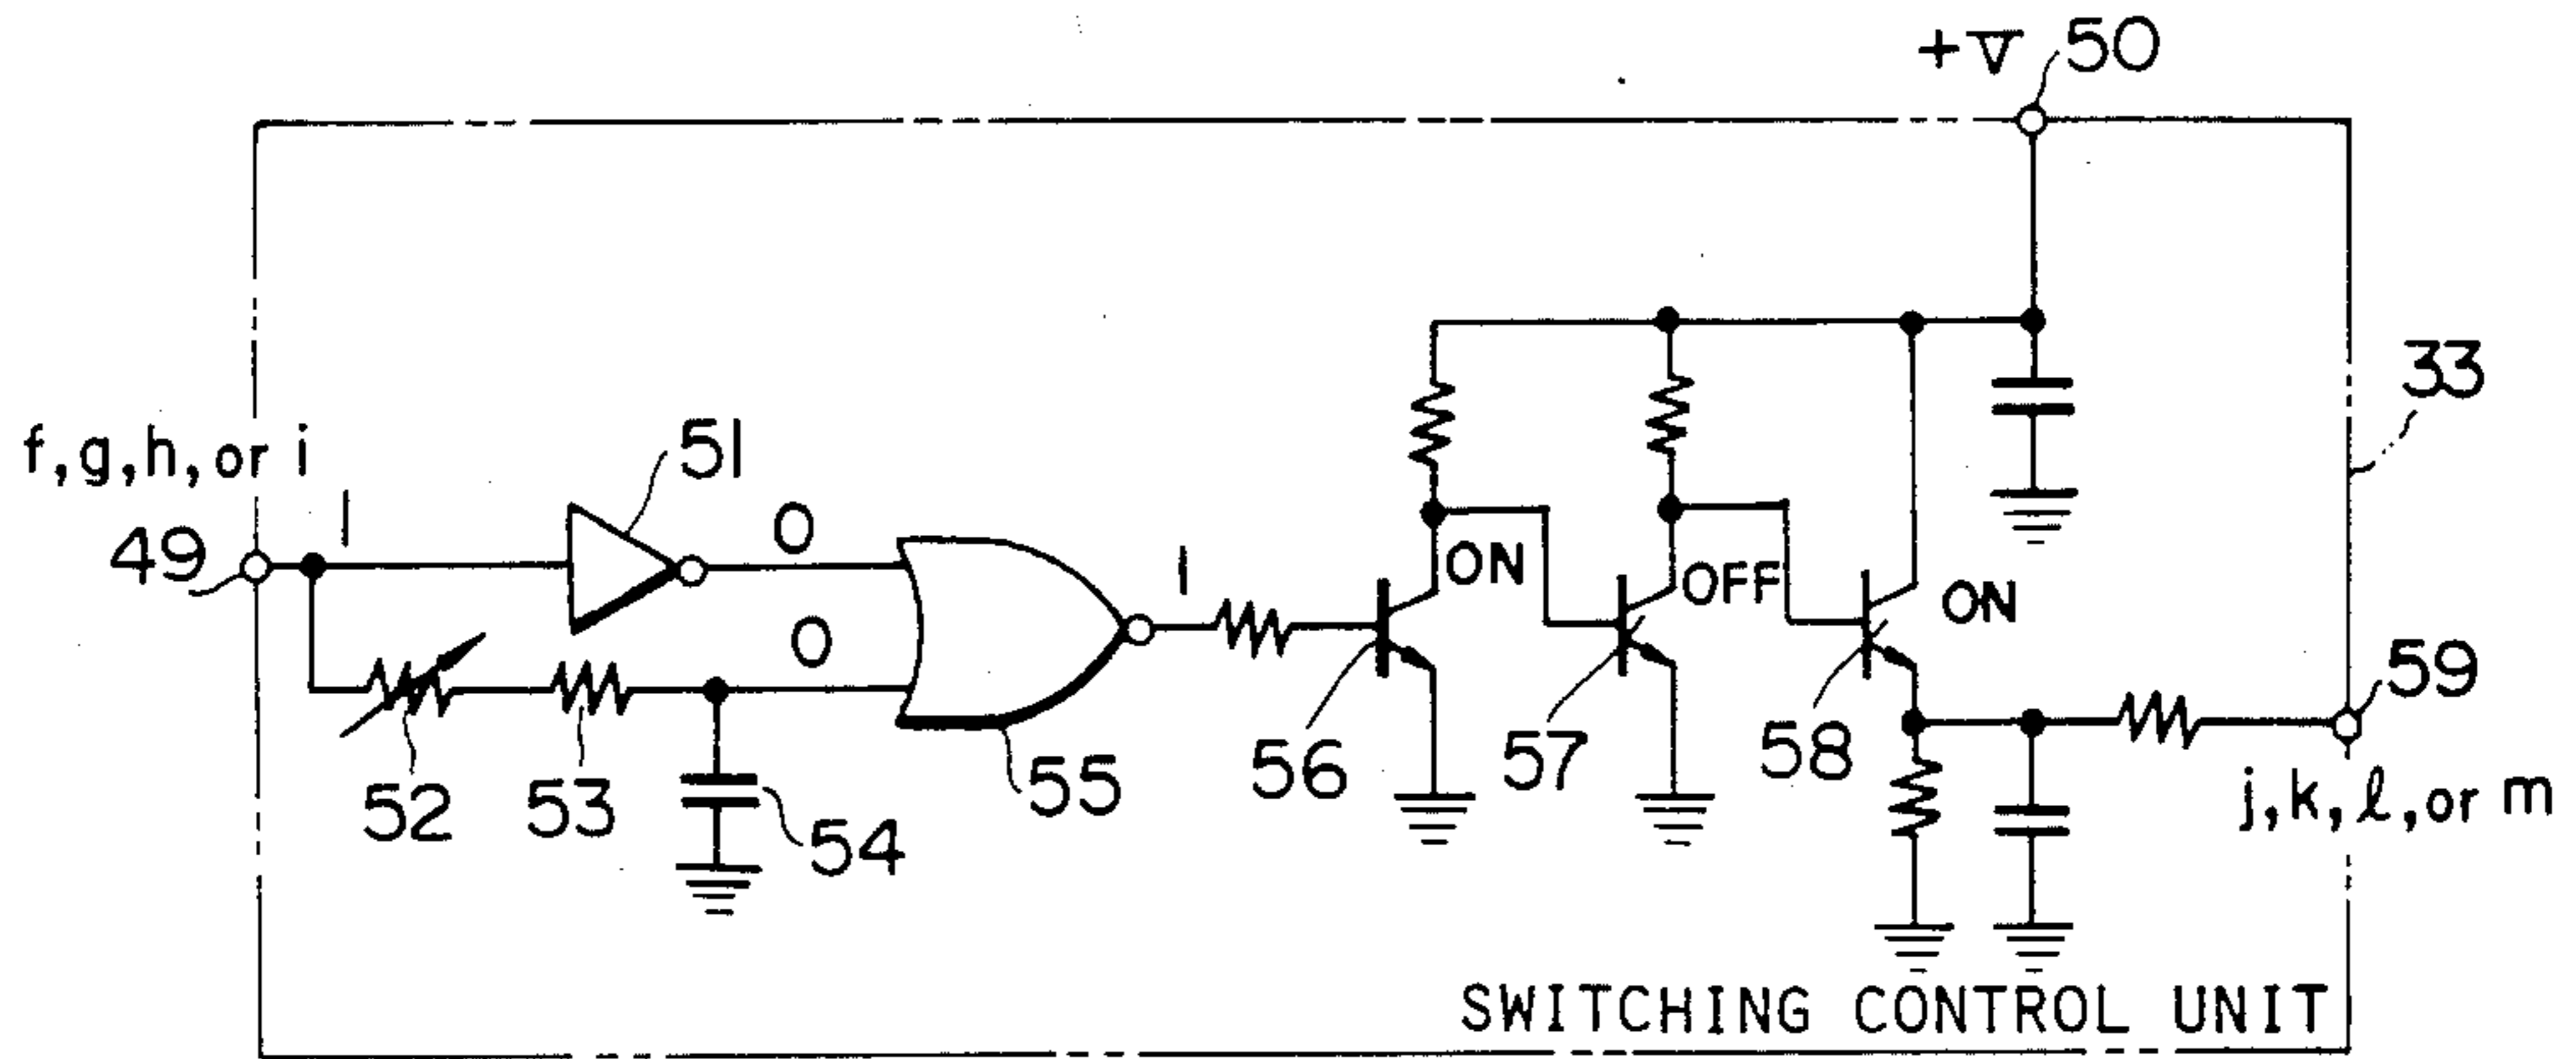 +V 50
33
f,g,h, or i
49
1
51
0
0
1
52
53
54
55
ON
56
OFF
57
ON
58
59
j,k,ℓ,or m
SWITCHING CONTROL UNIT